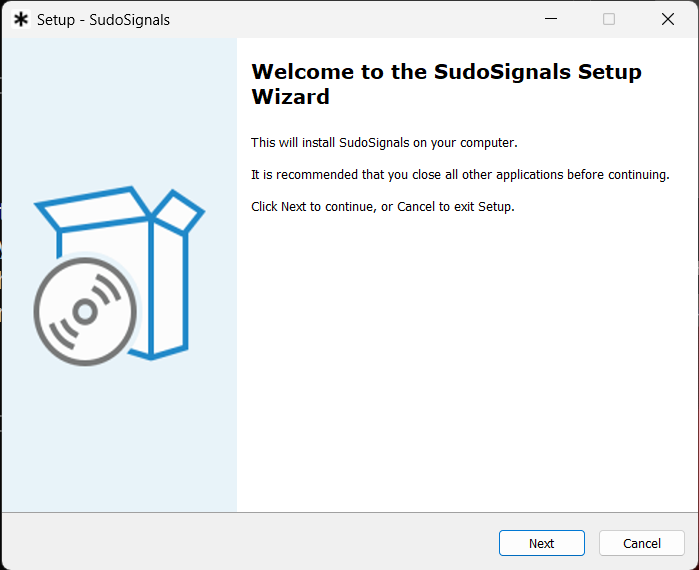 Setup - SudoSignals
Welcome to the SudoSignals Setup
Wizard
This will install SudoSignals on your computer.
It is recommended that you close all other applications before continuing.
Click Next to continue, or Cancel to exit Setup.
Next
Cancel